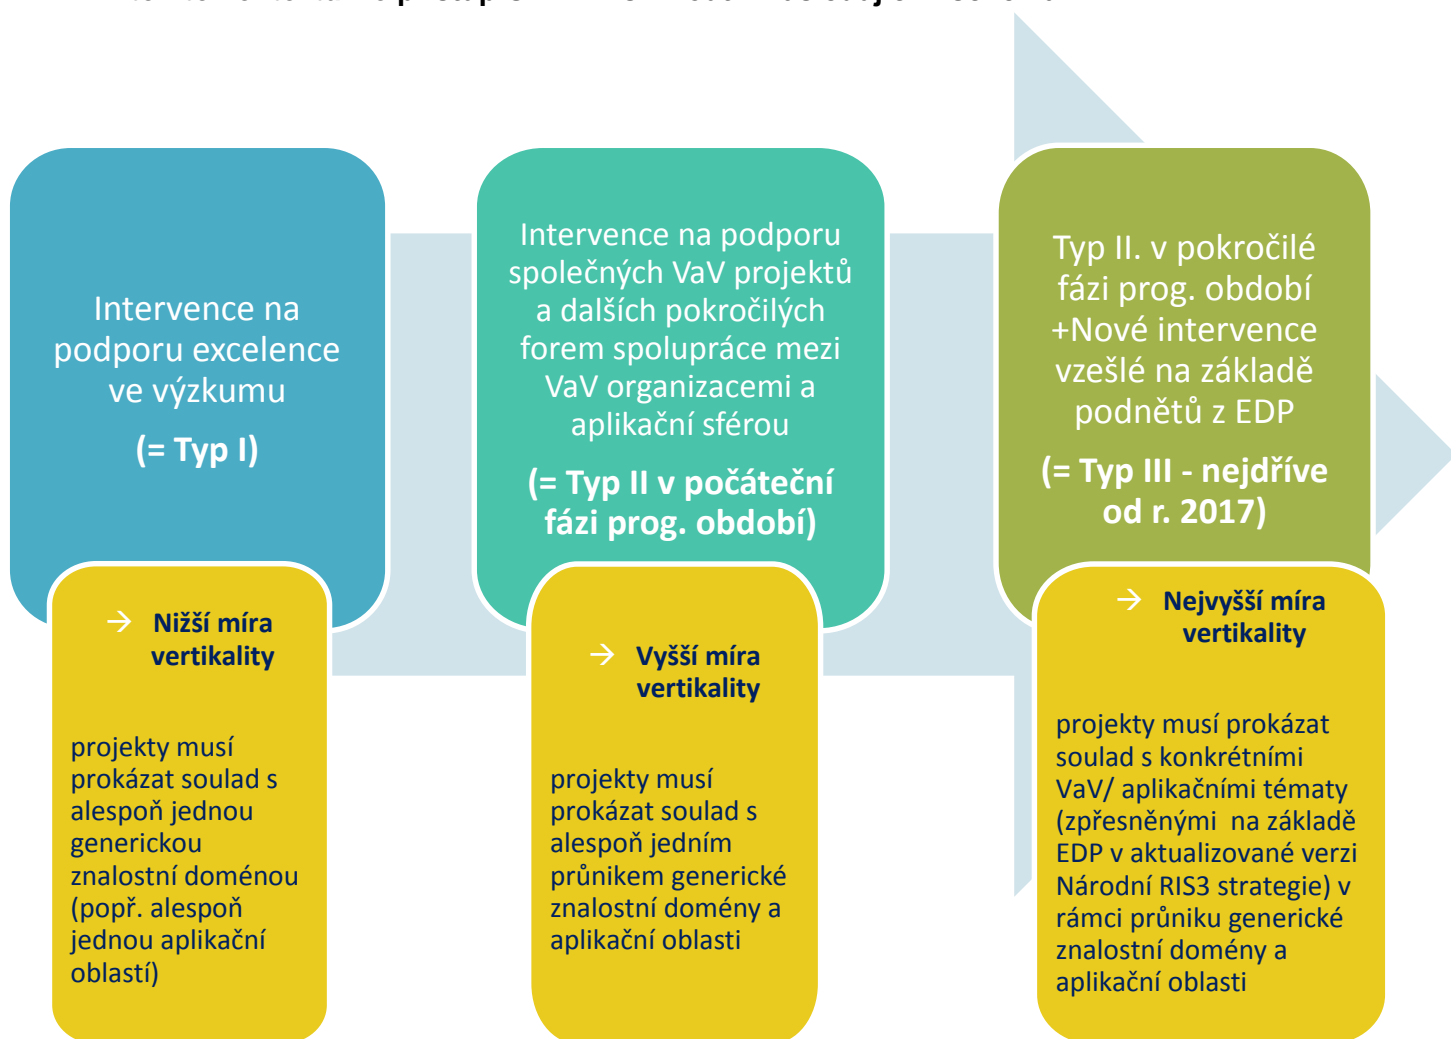 Intervence na
podporu excelence
ve výzkumu
(= Typ I)
→ Nižší míra
vertikality
projekty musí
prokázat soulad s
alespoň jednou
generickou
znalostní doménou
(popř. alespoň
jednou aplikační
oblastí)
Intervence na podporu
společných VaV projektů
a dalších pokročilých
forem spolupráce mezi
VaV organizacemi a
aplikační sférou
(= Typ II v počáteční
fázi prog. období)
→ Vyšší míra
vertikality
projekty musí
prokázat soulad s
alespoň jedním
průnikem generické
znalostní domény a
aplikační oblasti
Typ II. v pokročilé
fázi prog. období
+Nové intervence
vzešlé na základě
podnětů z EDP
(= Typ III - nejdříve
od r. 2017)
→ Nejvyšší míra
vertikality
projekty musí prokázat
soulad s konkrétními
VaV/ aplikačními tématy
(zpřesněnými na základě
EDP v aktualizované verzi
Národní RIS3 strategie) v
rámci průniku generické
znalostní domény a
aplikační oblasti